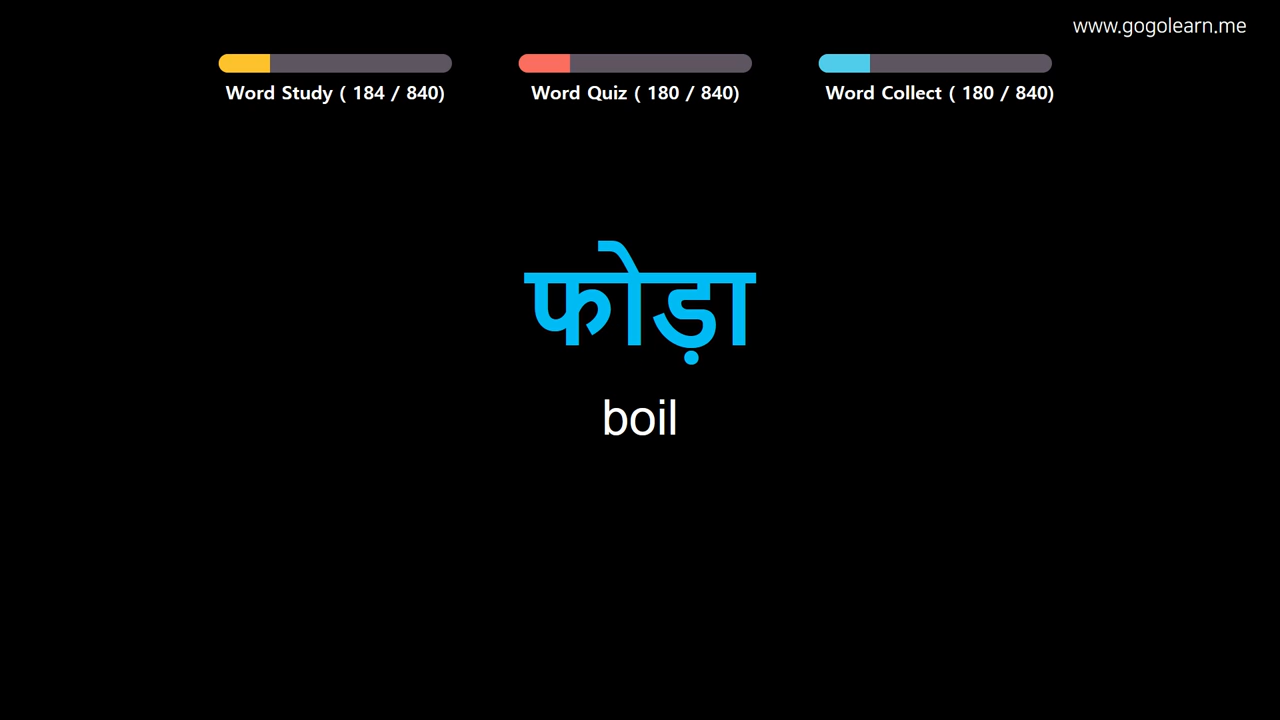 www.gogolearn.me
Word Study ( 184 / 840)
Word Quiz ( 180 / 840)
Word Collect ( 180 / 840)
फोड़ा
boil